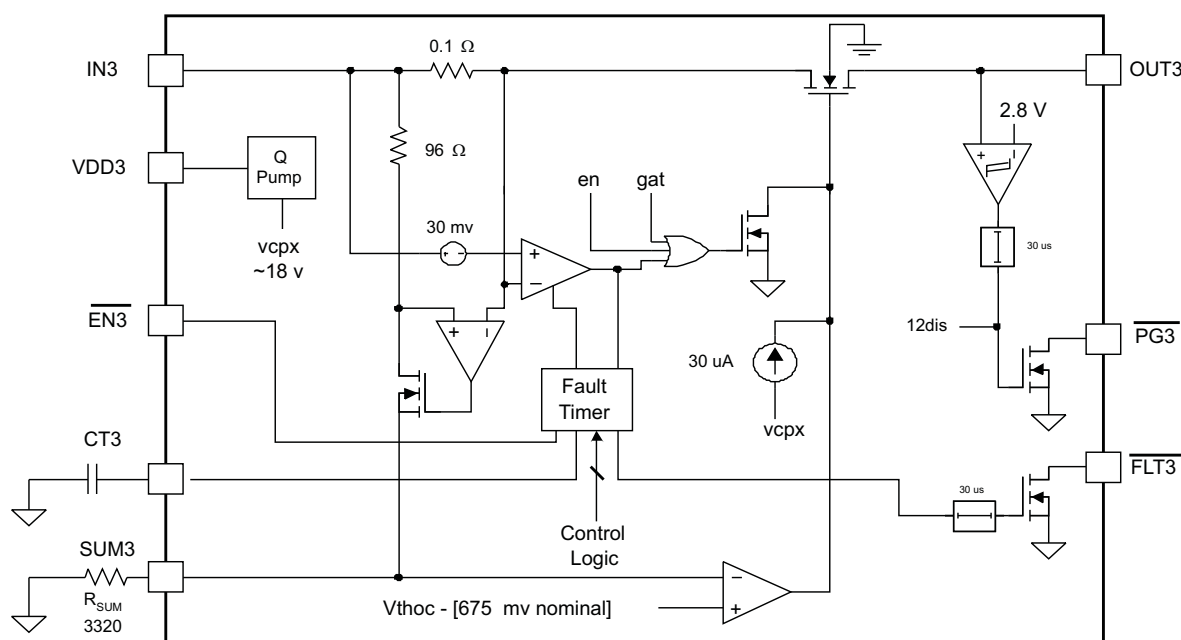 0.1 Ω
IN3
OUT3
2.8 V
96 Ω
VDD3
Q
Pump
+
−
en
gat
30 mv
+ -
vcpx
~18 v
30 us
+
−
EN3
12dis
PG3
+
−
30 uA
Fault
Timer
vcpx
CT3
FLT3
30 us
Control
Logic
SUM3
−
RSUM
3320
Vthoc - [675 mv nominal]
+